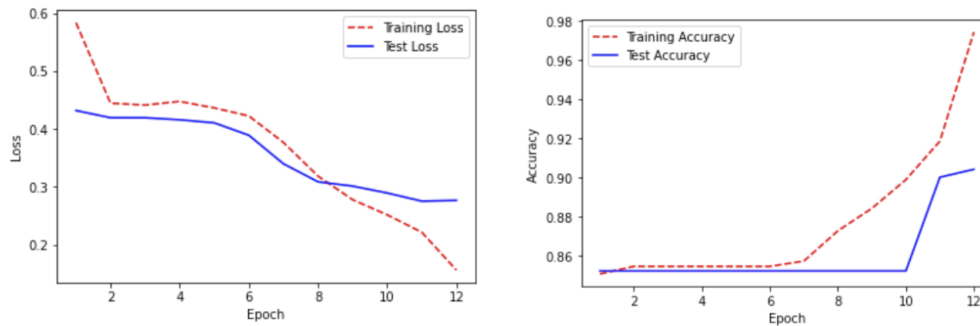 Training Loss
Test Loss
0.6
0.5
0.4
0.3
0.2
Loss
2 4 6 8 10 12
Epoch
Training Accuracy
Test Accuracy
0.98
0.96
0.94
0.92
0.90
0.88
0.86
Accuracy
2 4 6 8 10 12
Epoch